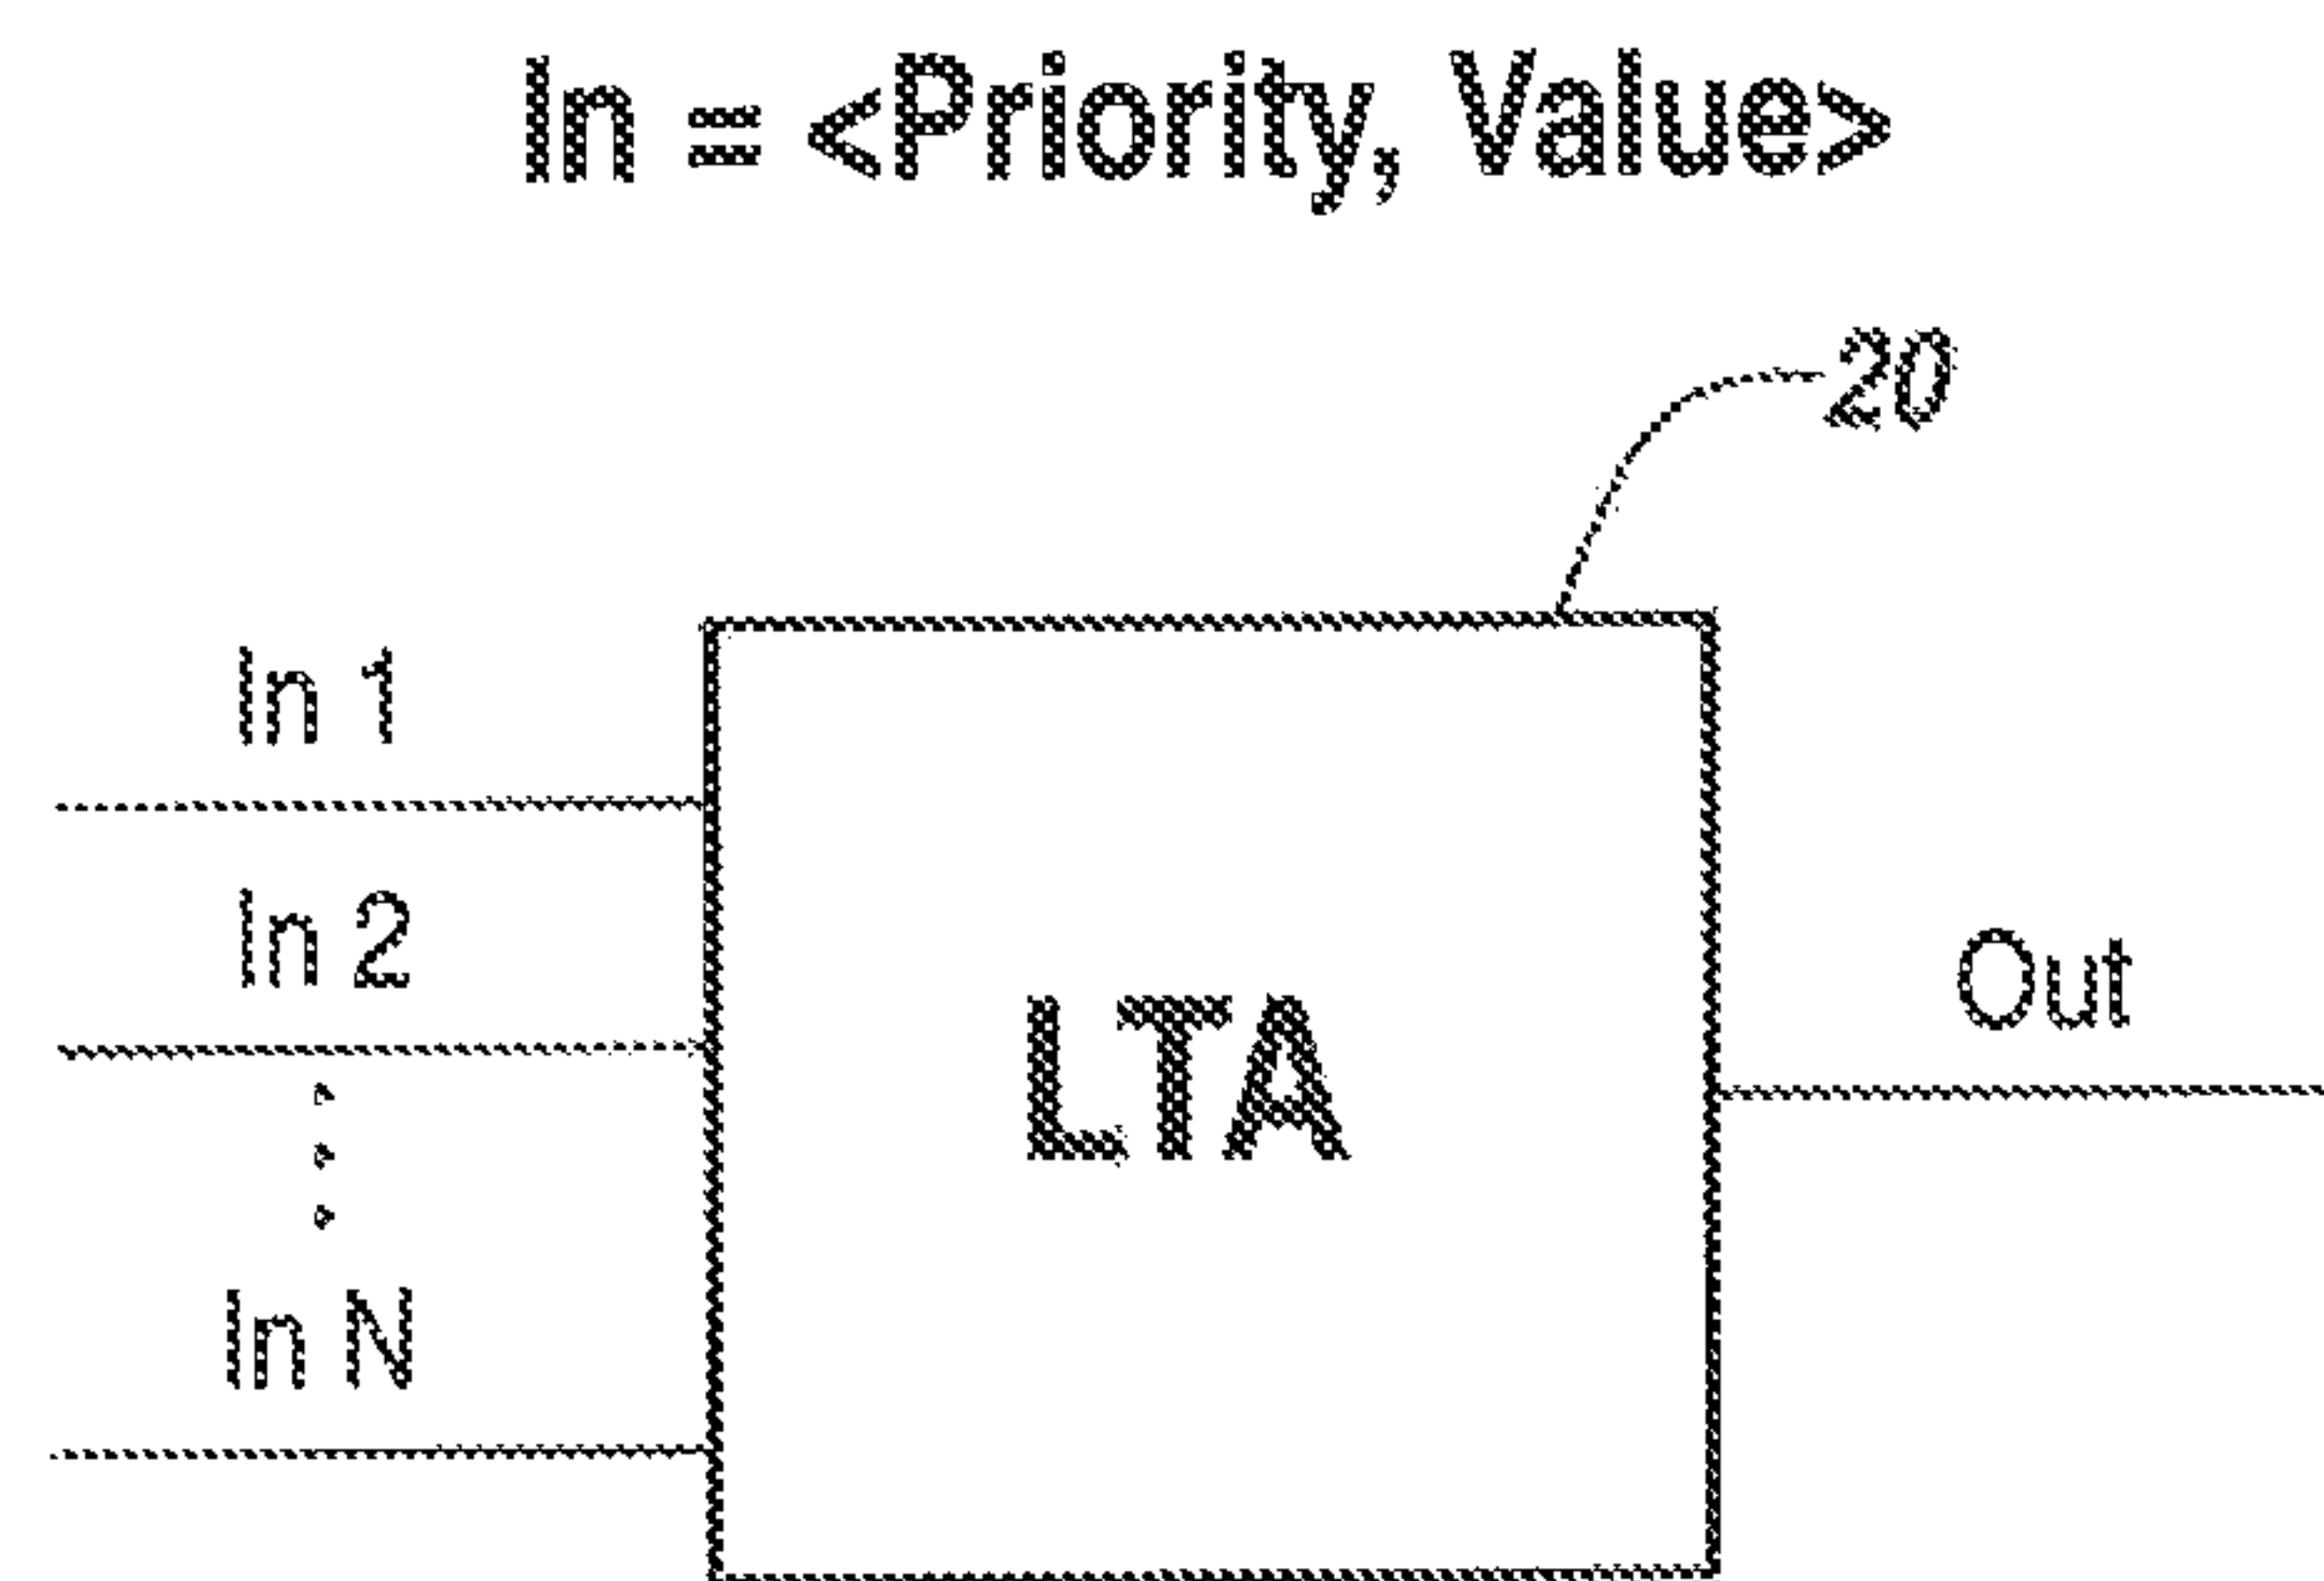 In = <Priority, Value>
20
In 1
In 2
Out
LTA
In N